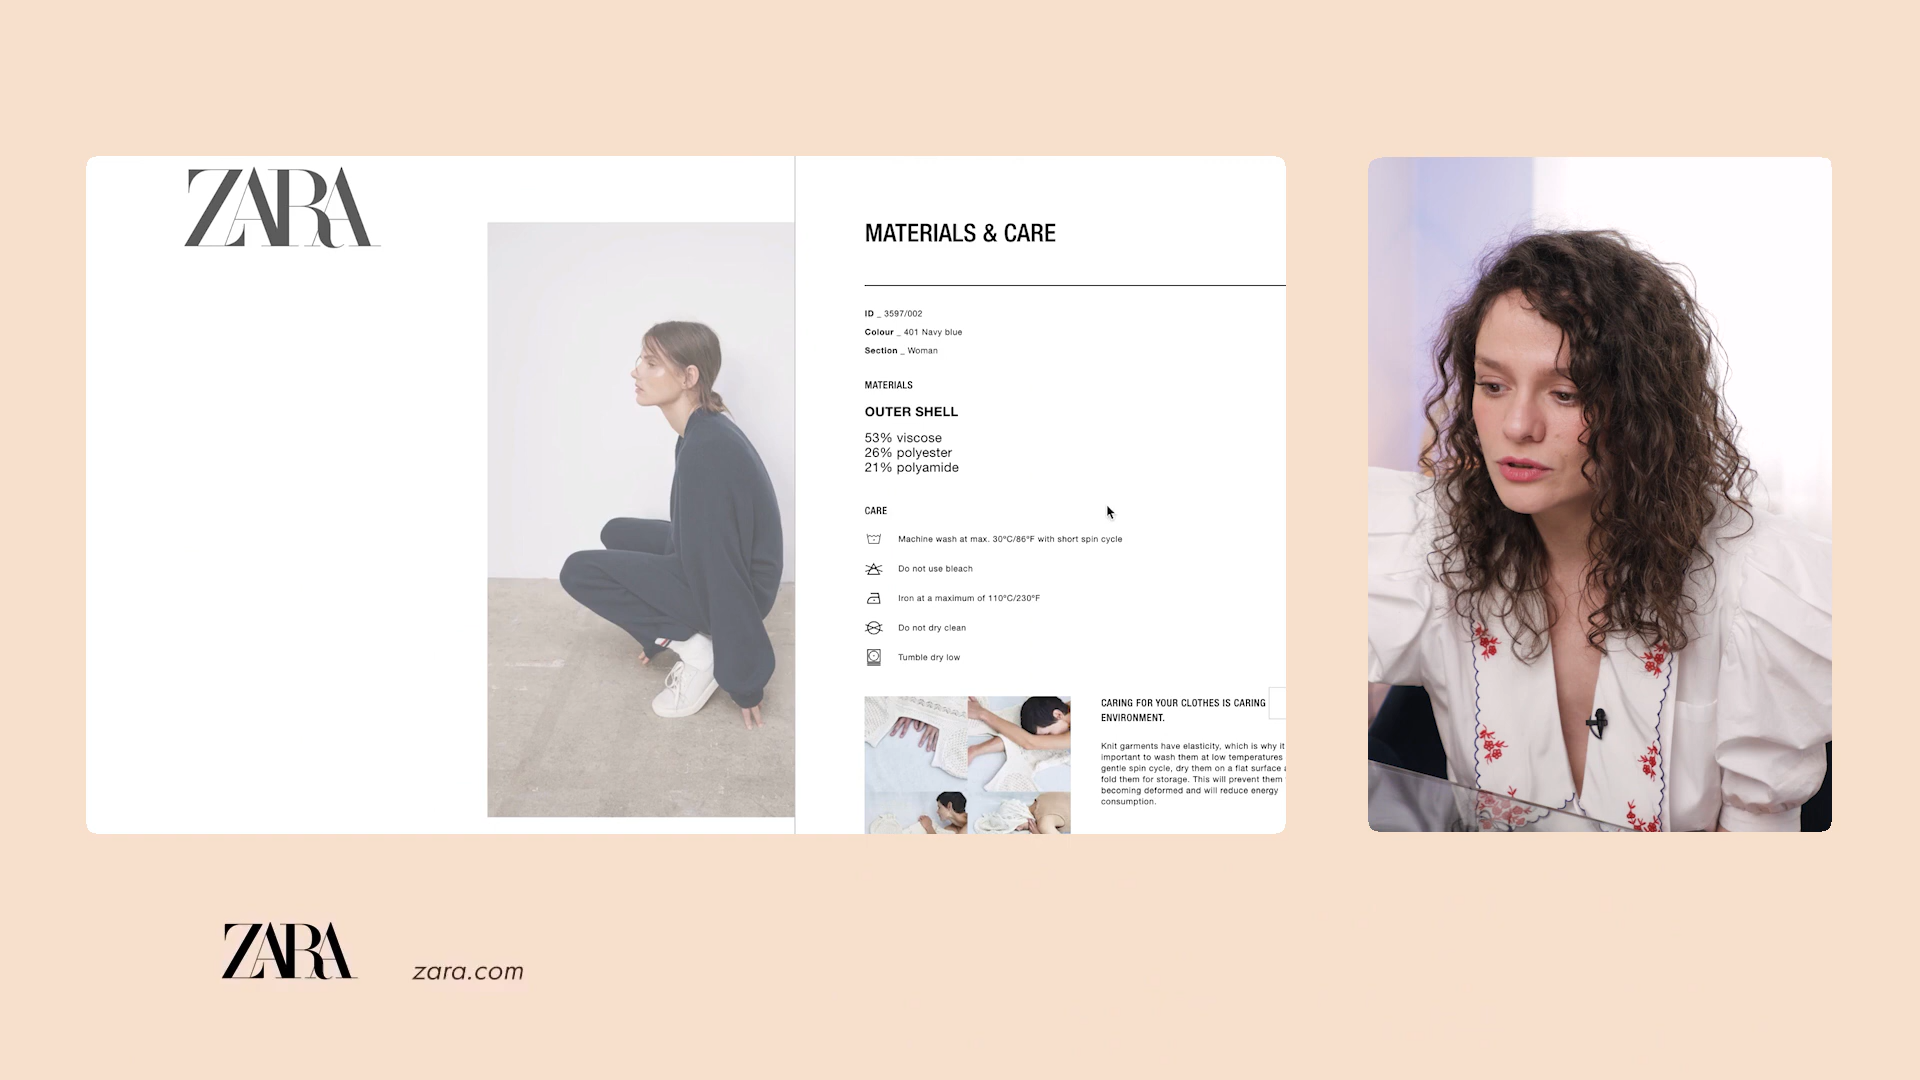 ZARA
MATERIALS & CARE
ID _ 3597/002
Colour _ 401 Navy blue
Section _ Woman
MATERIALS
OUTER SHELL
53% viscose
26% polyester
21% polyamide
CARE
Machine wash at max. 30ºC/86ºF with short spin cycle
Do not use bleach
Iron at a maximum of 110ºC/230ºF
Do not dry clean
Tumble dry low
CARING FOR YOUR CLOTHES IS CARING
ENVIRONMENT.
Knit garments have elasticity, which is why it
important to wash them at low temperatures
gentle spin cycle, dry them on a flat surface a
fold them for storage. This will prevent them
becoming deformed and will reduce energy
consumption.
ZARA
zara.com